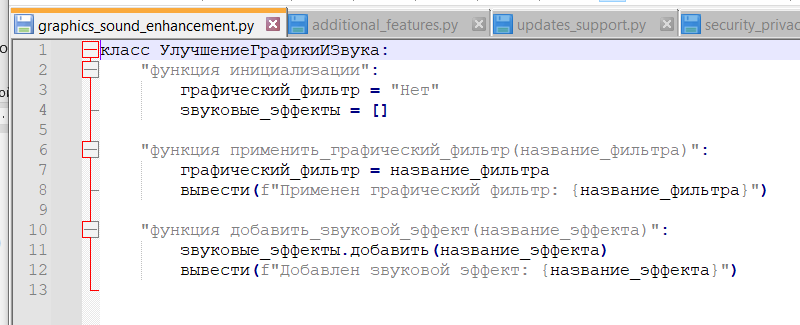 graphics_sound_enhancement.py additional_features.py updates_support.py security_priva
1 класс УлучшениеГрафикиИЗвука:
2 "функция инициализации":
3 графический_фильтр = "Нет"
4 звуковые_эффекты = []
5
6 "функция применить_графический_фильтр(название_фильтра)":
7 графический_фильтр = название_фильтра
8 вывести(f"Применен графический фильтр: {название_фильтра}")
9
10 "функция добавить_звуковой_эффект(название_эффекта)":
11 звуковые_эффекты.добавить(название_эффекта)
12 вывести(f"Добавлен звуковой эффект: {название_эффекта}")
13